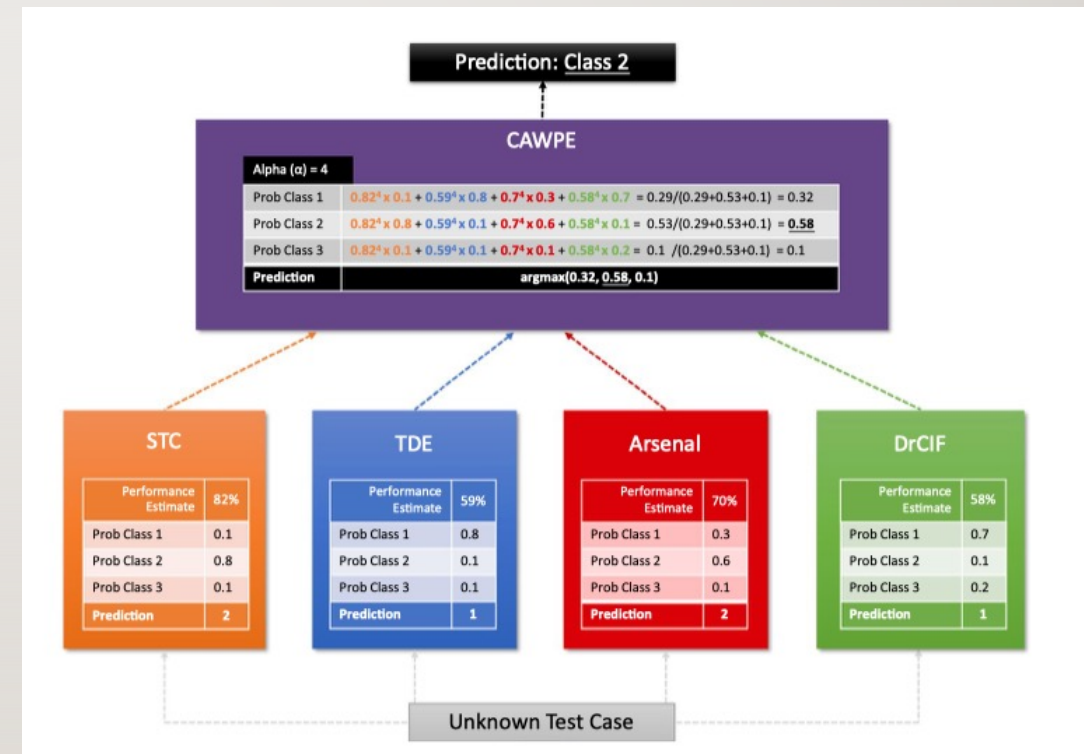 Prediction: Class 2
CAWPE
Alpha (α) = 4
Prob Class 1 0.82⁴ x 0.1 + 0.59⁴ x 0.8 + 0.7⁴ x 0.3 + 0.58⁴ x 0.7 = 0.29/(0.29+0.53+0.1) = 0.32
Prob Class 2 0.82⁴ x 0.8 + 0.59⁴ x 0.1 + 0.7⁴ x 0.6 + 0.58⁴ x 0.1 = 0.53/(0.29+0.53+0.1) = 0.58
Prob Class 3 0.82⁴ x 0.1 + 0.59⁴ x 0.1 + 0.7⁴ x 0.1 + 0.58⁴ x 0.2 = 0.1 /(0.29+0.53+0.1) = 0.1
Prediction argmax(0.32, 0.58, 0.1)
STC
Performance
Estimate 82%
Prob Class 1 0.1
Prob Class 2 0.8
Prob Class 3 0.1
Prediction 2
TDE
Performance
Estimate 59%
Prob Class 1 0.8
Prob Class 2 0.1
Prob Class 3 0.1
Prediction 1
Arsenal
Performance
Estimate 70%
Prob Class 1 0.3
Prob Class 2 0.6
Prob Class 3 0.1
Prediction 2
DrCIF
Performance
Estimate 58%
Prob Class 1 0.7
Prob Class 2 0.1
Prob Class 3 0.2
Prediction 1
Unknown Test Case